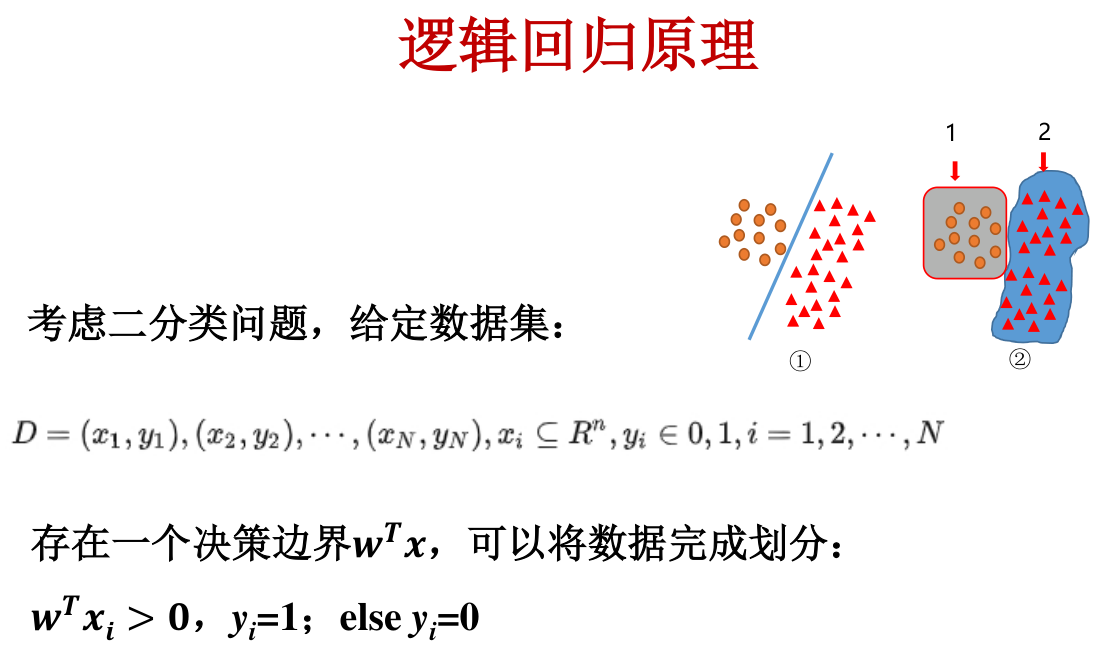 逻辑回归原理
1
2
①
②
考虑二分类问题，给定数据集：
D = (x₁, y₁), (x₂, y₂), ⋯, (x_N, y_N), xᵢ ⊆ Rⁿ, yᵢ ∈ 0, 1, i = 1, 2, ⋯, N
存在一个决策边界wᵀx，可以将数据完成划分：
wᵀxᵢ > 0，yᵢ=1；else yᵢ=0